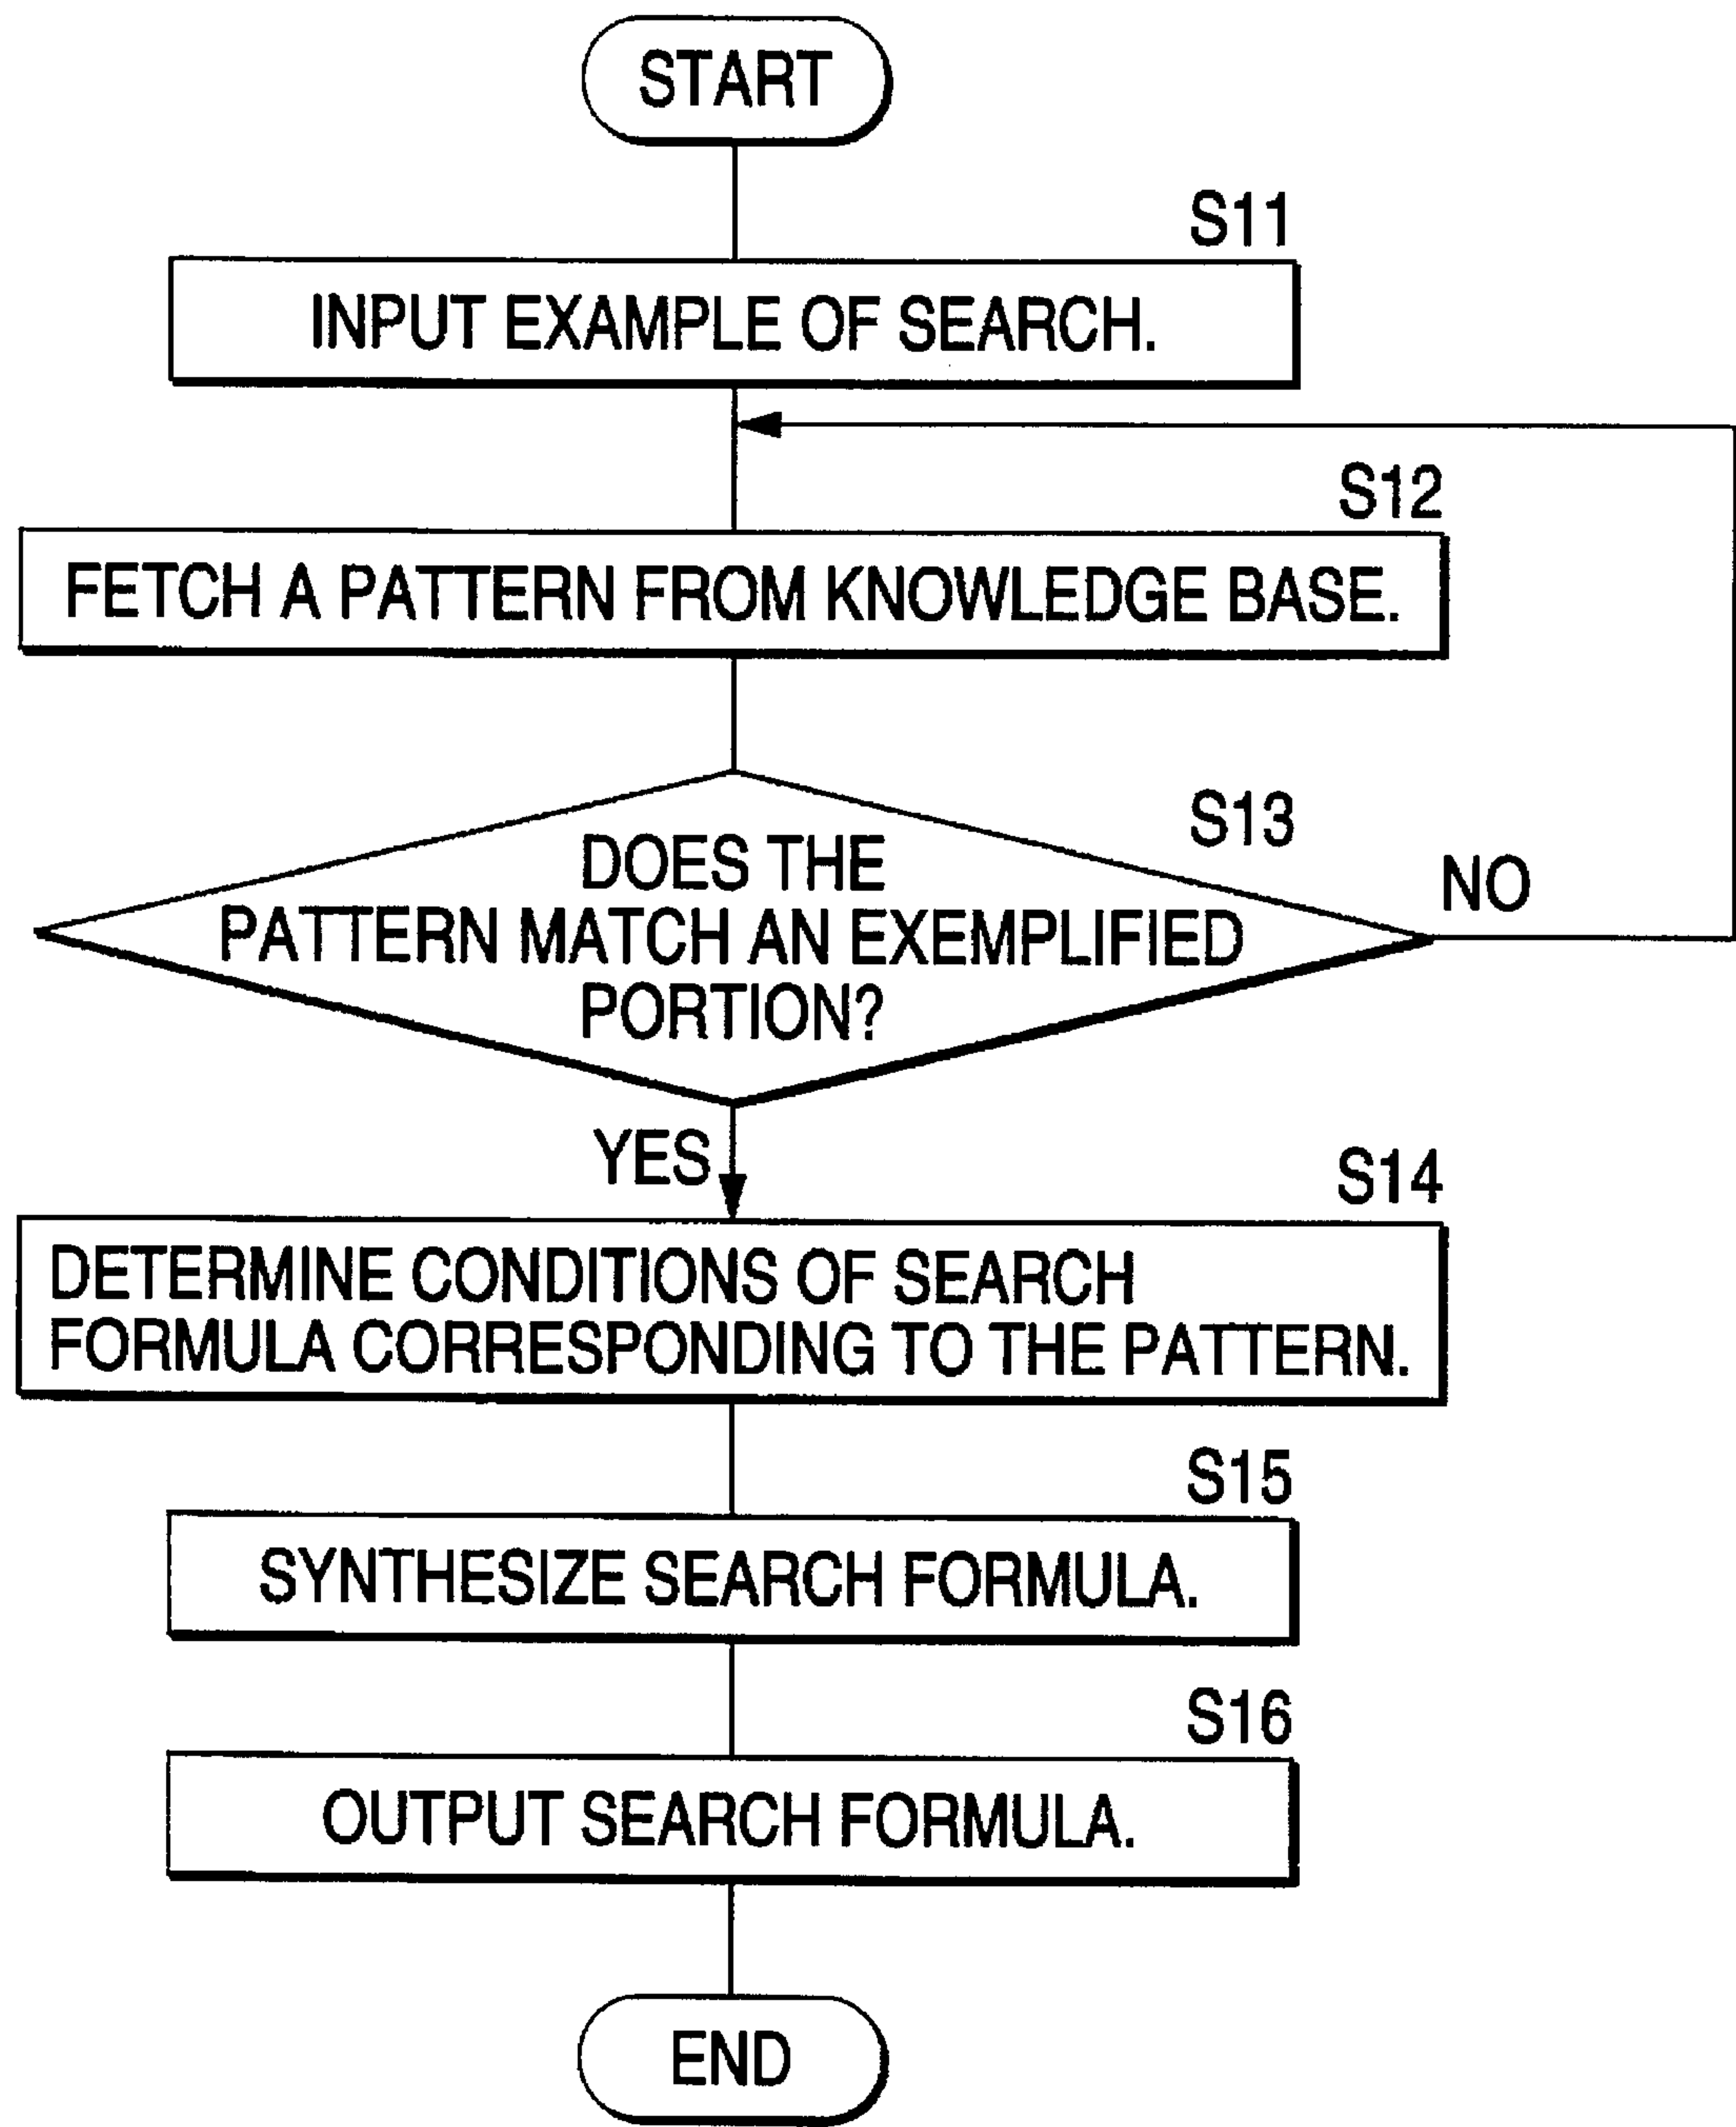 START
S11
INPUT EXAMPLE OF SEARCH.
S12
FETCH A PATTERN FROM KNOWLEDGE BASE.
S13
DOES THE
PATTERN MATCH AN EXEMPLIFIED
PORTION?
NO
YES
S14
DETERMINE CONDITIONS OF SEARCH
FORMULA CORRESPONDING TO THE PATTERN.
S15
SYNTHESIZE SEARCH FORMULA.
S16
OUTPUT SEARCH FORMULA.
END